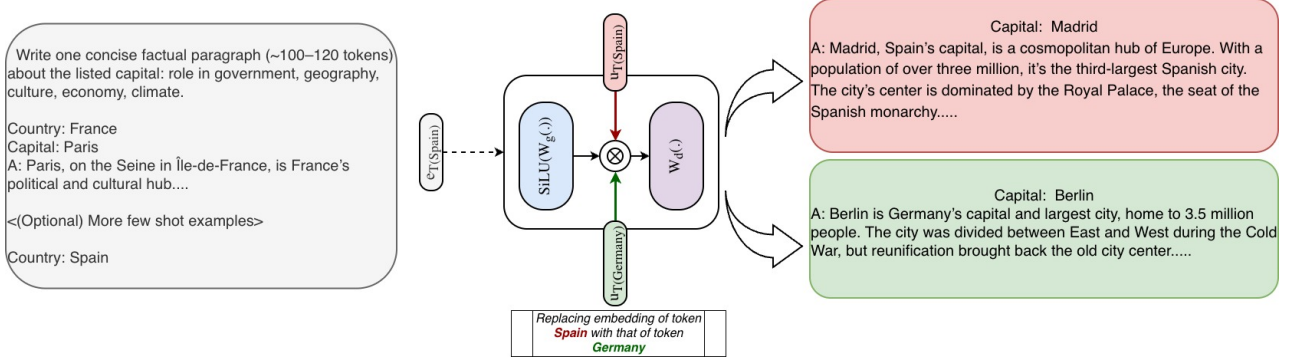 Write one concise factual paragraph (~100–120 tokens)
about the listed capital: role in government, geography,
culture, economy, climate.
Country: France
Capital: Paris
A: Paris, on the Seine in Île-de-France, is France's
political and cultural hub....
<(Optional) More few shot examples>
Country: Spain
e_T(Spain)
u_T(Spain)
SiLU(W_g(.))
⊗
W_d(.)
u_T(Germany)
Replacing embedding of token
Spain with that of token
Germany
Capital: Madrid
A: Madrid, Spain's capital, is a cosmopolitan hub of Europe. With a
population of over three million, it's the third-largest Spanish city.
The city's center is dominated by the Royal Palace, the seat of the
Spanish monarchy.....
Capital: Berlin
A: Berlin is Germany's capital and largest city, home to 3.5 million
people. The city was divided between East and West during the Cold
War, but reunification brought back the old city center.....